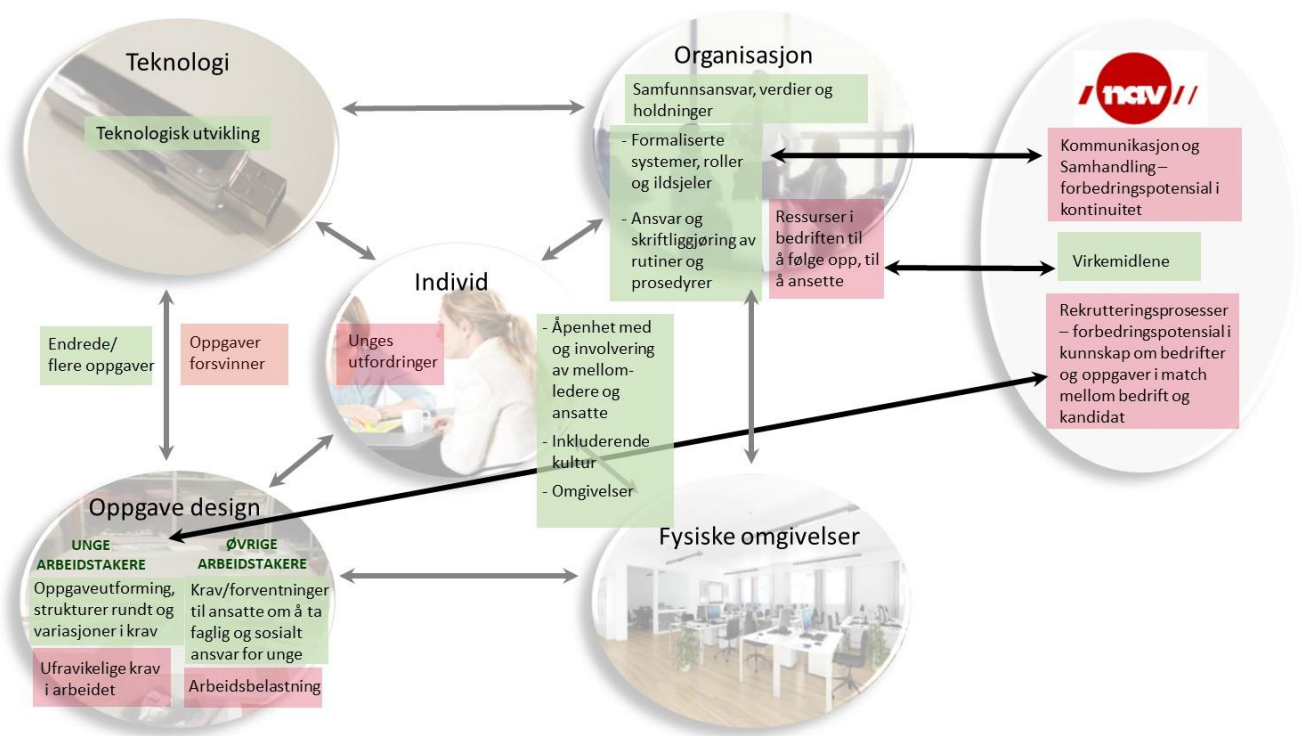 Teknologi
Teknologisk utvikling
Organisasjon
Samfunnsansvar, verdier og
holdninger
- Formaliserte
systemer, roller
og ildsjeler
- Ansvar og
skriftliggjøring av
rutiner og
prosedyrer
Ressurser i
bedriften til
å følge opp, til
å ansette
nav
Kommunikasjon og
Samhandling –
forbedringspotensial i
kontinuitet
Virkemidlene
Rekrutteringsprosesser
– forbedringspotensial i
kunnskap om bedrifter
og oppgaver i match
mellom bedrift og
kandidat
Individ
Unges
utfordringer
- Åpenhet med
og involvering
av mellom-
ledere og
ansatte
- Inkluderende
kultur
- Omgivelser
Endrede/
flere oppgaver
Oppgaver
forsvinner
Oppgave design
UNGE
ARBEIDSTAKERE
Oppgaveutforming,
strukturer rundt og
variasjoner i krav
Ufravikelige krav
i arbeidet
ØVRIGE
ARBEIDSTAKERE
Krav/forventninger
til ansatte om å ta
faglig og sosialt
ansvar for unge
Arbeidsbelastning
Fysiske omgivelser